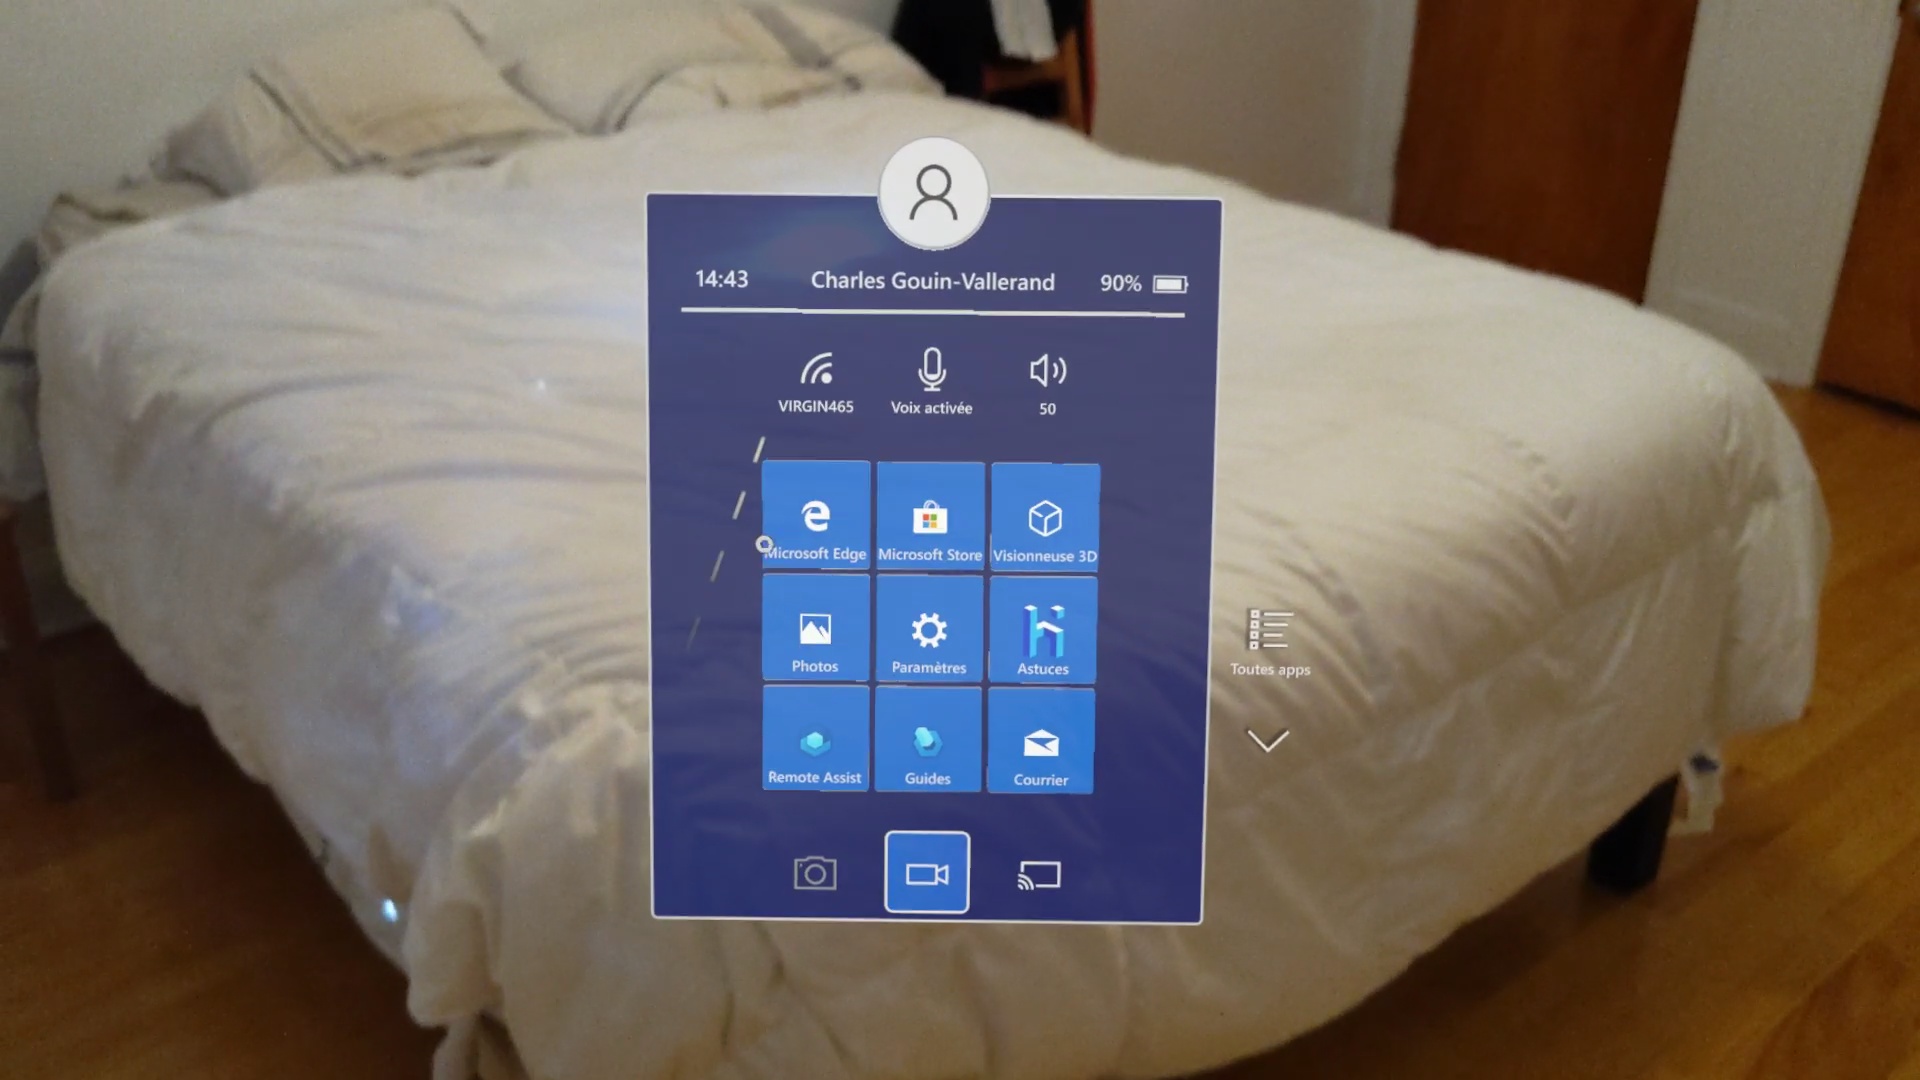 14:43 Charles Gouin-Vallerand 90%
VIRGIN465 Voix activée 50
Microsoft Edge Microsoft Store Visionneuse 3D
Photos Paramètres Astuces
Toutes apps
Remote Assist Guides Courrier